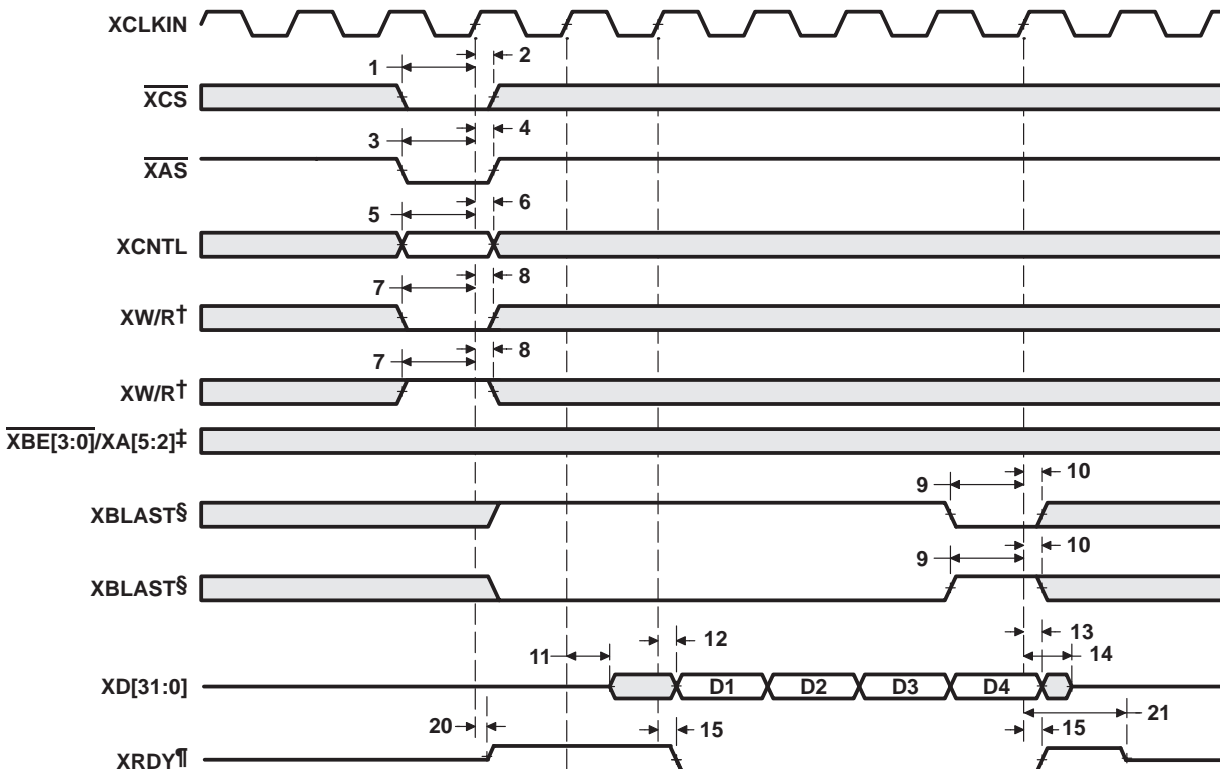 XCLKIN
2
1
XCS
4
3
XAS
6
5
XCNTL
8
7
XW/R†
8
7
XW/R†
XBE[3:0]/XA[5:2]‡
10
9
XBLAST§
10
9
XBLAST§
12
13
11
14
XD[31:0]
D1 D2 D3 D4
21
20
15
15
XRDY¶